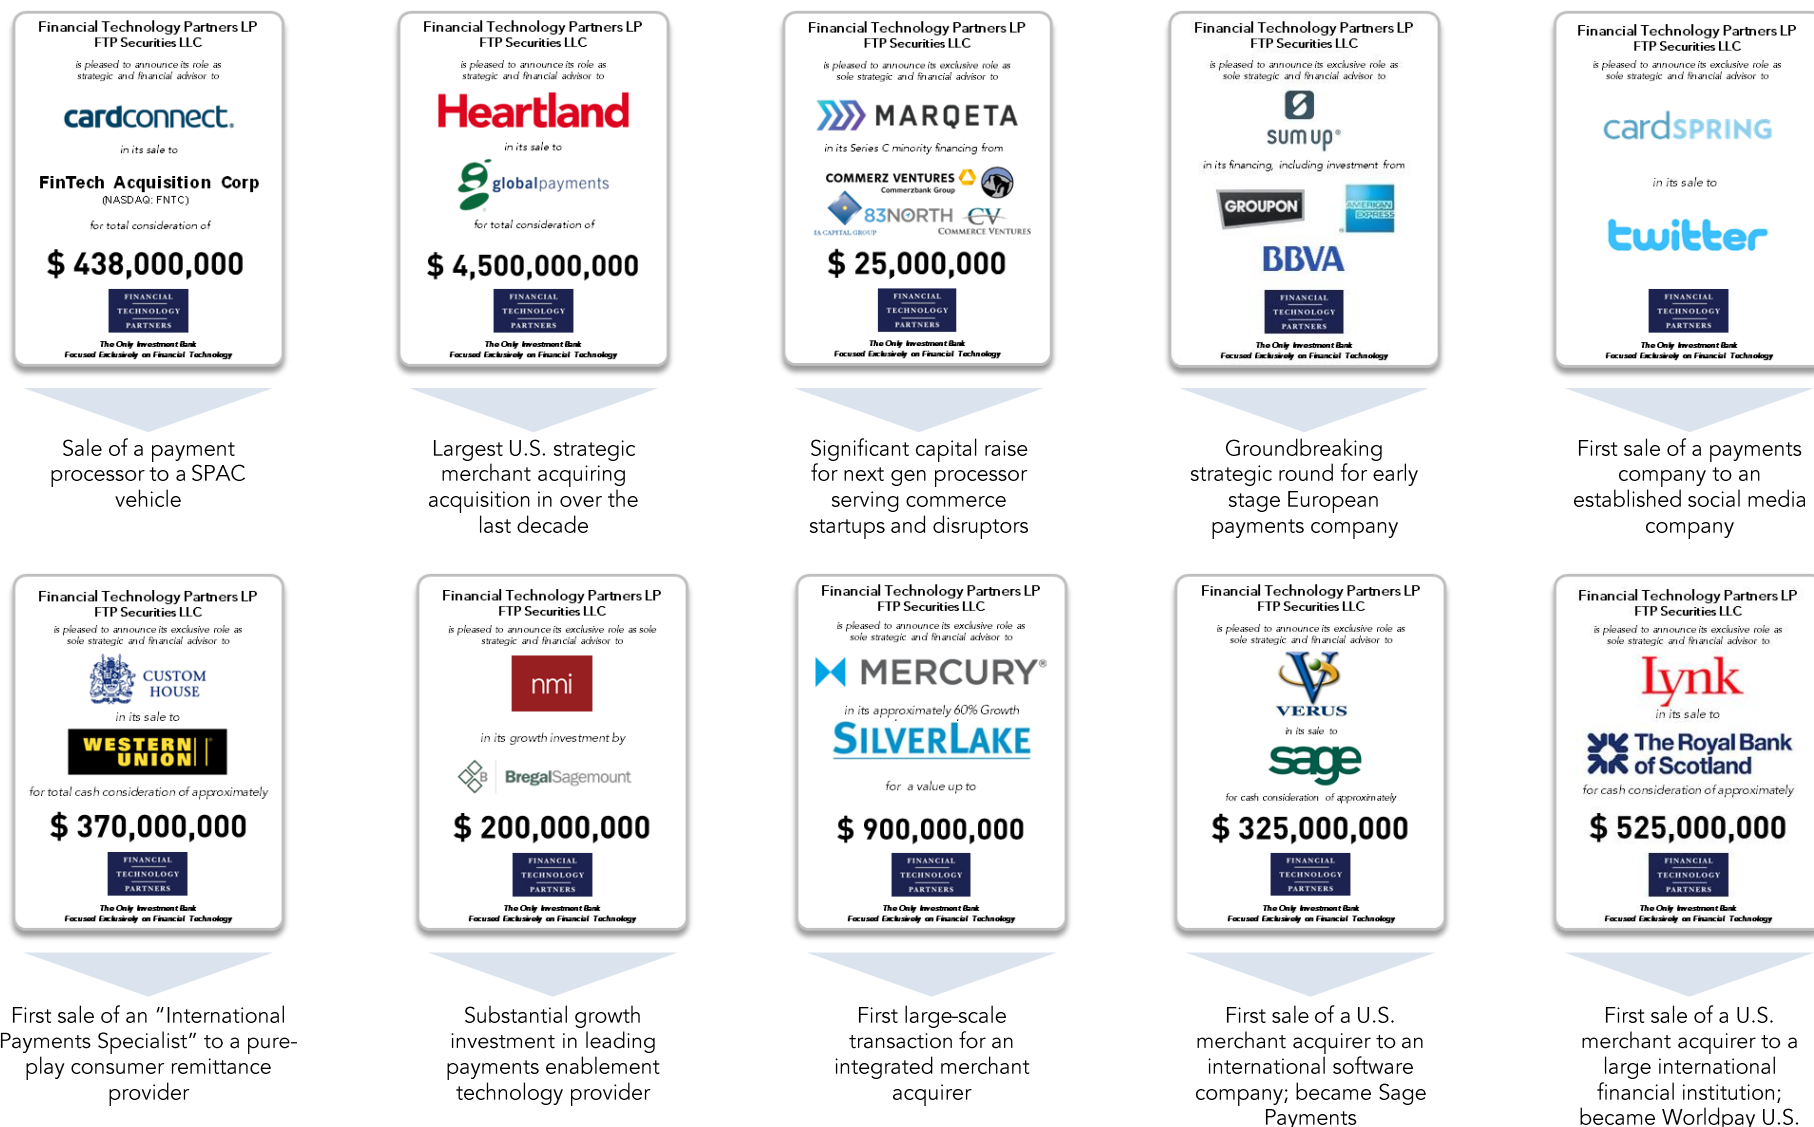 Financial Technology Partners LP
FTP Securities LLC
is pleased to announce its role as
strategic and financial advisor to
cardconnect.
in its sale to
FinTech Acquisition Corp
(NASDAQ: FNTC)
for total consideration of
$ 438,000,000
FINANCIAL
TECHNOLOGY
PARTNERS
The Only Investment Bank
Focused Exclusively on Financial Technology
Sale of a payment
processor to a SPAC
vehicle
Financial Technology Partners LP
FTP Securities LLC
is pleased to announce its role as
strategic and financial advisor to
Heartland
in its sale to
globalpayments
for total consideration of
$ 4,500,000,000
FINANCIAL
TECHNOLOGY
PARTNERS
The Only Investment Bank
Focused Exclusively on Financial Technology
Largest U.S. strategic
merchant acquiring
acquisition in over the
last decade
Financial Technology Partners LP
FTP Securities LLC
is pleased to announce its exclusive role as
sole strategic and financial advisor to
MARQETA
in its Series C minority financing from
COMMERZ VENTURES
Commerzbank Group
83NORTH
CV
IA CAPITAL GROUP
COMMERCE VENTURES
$ 25,000,000
FINANCIAL
TECHNOLOGY
PARTNERS
The Only Investment Bank
Focused Exclusively on Financial Technology
Significant capital raise
for next gen processor
serving commerce
startups and disruptors
Financial Technology Partners LP
FTP Securities LLC
is pleased to announce its exclusive role as
sole strategic and financial advisor to
sumup®
in its financing, including investment from
GROUPON
AMERICAN
EXPRESS
BBVA
FINANCIAL
TECHNOLOGY
PARTNERS
The Only Investment Bank
Focused Exclusively on Financial Technology
Groundbreaking
strategic round for early
stage European
payments company
Financial Technology Partners LP
FTP Securities LLC
is pleased to announce its exclusive role as
sole strategic and financial advisor to
cardSPRING
in its sale to
twitter
FINANCIAL
TECHNOLOGY
PARTNERS
The Only Investment Bank
Focused Exclusively on Financial Technology
First sale of a payments
company to an
established social media
company
Financial Technology Partners LP
FTP Securities LLC
is pleased to announce its exclusive role as
sole strategic and financial advisor to
CUSTOM
HOUSE
in its sale to
WESTERN
UNION
for total cash consideration of approximately
$ 370,000,000
FINANCIAL
TECHNOLOGY
PARTNERS
The Only Investment Bank
Focused Exclusively on Financial Technology
First sale of an “International
Payments Specialist” to a pure-
play consumer remittance
provider
Financial Technology Partners LP
FTP Securities LLC
is pleased to announce its exclusive role as sole
strategic and financial advisor to
nmi
in its growth investment by
B
BregalSagemount
$ 200,000,000
FINANCIAL
TECHNOLOGY
PARTNERS
The Only Investment Bank
Focused Exclusively on Financial Technology
Substantial growth
investment in leading
payments enablement
technology provider
Financial Technology Partners LP
FTP Securities LLC
is pleased to announce its exclusive role as
sole strategic and financial advisor to
MERCURY®
in its approximately 60% Growth
SILVERLAKE
for a value up to
$ 900,000,000
FINANCIAL
TECHNOLOGY
PARTNERS
The Only Investment Bank
Focused Exclusively on Financial Technology
First large-scale
transaction for an
integrated merchant
acquirer
Financial Technology Partners LP
FTP Securities LLC
is pleased to announce its exclusive role as
sole strategic and financial advisor to
VERUS
in its sale to
sage
for cash consideration of approximately
$ 325,000,000
FINANCIAL
TECHNOLOGY
PARTNERS
The Only Investment Bank
Focused Exclusively on Financial Technology
First sale of a U.S.
merchant acquirer to an
international software
company; became Sage
Payments
Financial Technology Partners LP
FTP Securities LLC
is pleased to announce its exclusive role as
sole strategic and financial advisor to
Lynk
in its sale to
The Royal Bank
of Scotland
for cash consideration of approximately
$ 525,000,000
FINANCIAL
TECHNOLOGY
PARTNERS
The Only Investment Bank
Focused Exclusively on Financial Technology
First sale of a U.S.
merchant acquirer to a
large international
financial institution;
became Worldpay U.S.